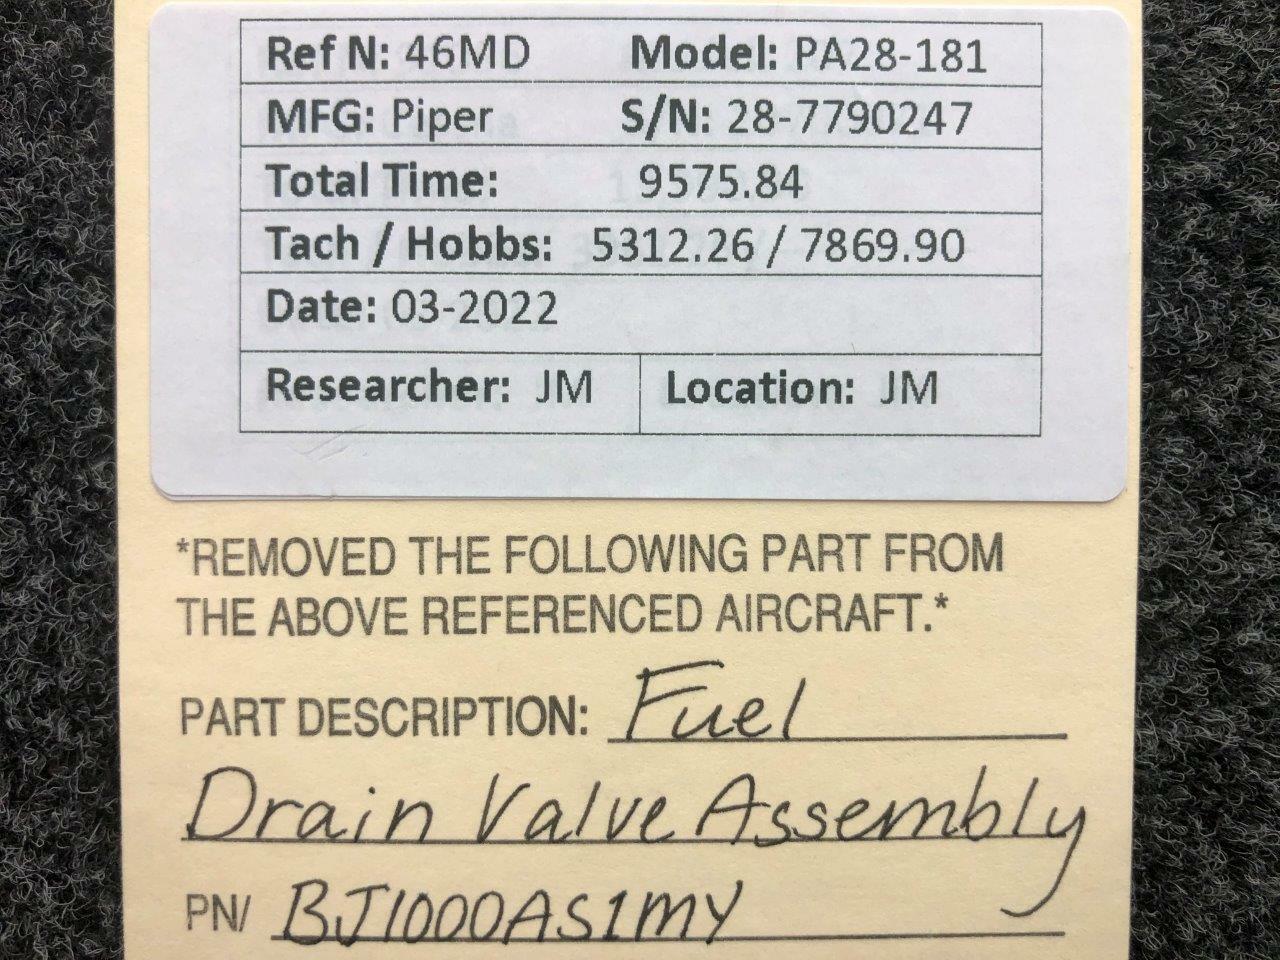 Ref N: 46MD Model: PA28-181
MFG: Piper S/N: 28-7790247
Total Time: 9575.84
Tach / Hobbs: 5312.26 / 7869.90
Date: 03-2022
Researcher: JM Location: JM
*REMOVED THE FOLLOWING PART FROM
THE ABOVE REFERENCED AIRCRAFT.*
PART DESCRIPTION: Fuel
Drain Valve Assembly
PN/ BJ1000AS1MY